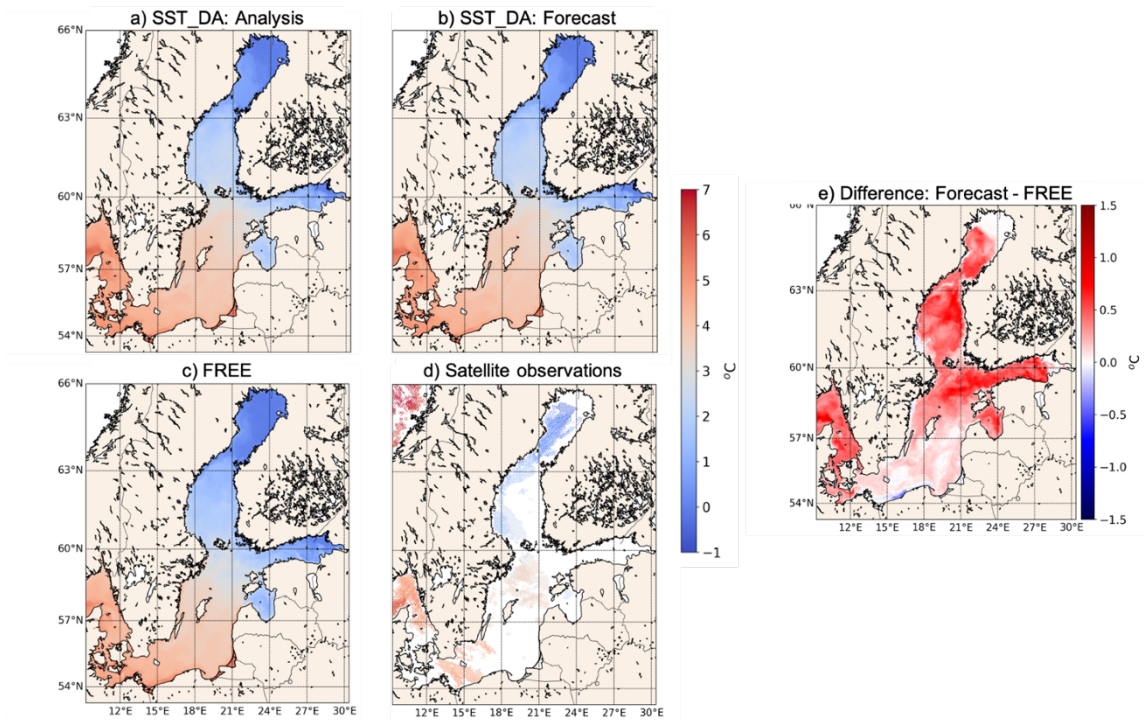 a) SST_DA: Analysis
b) SST_DA: Forecast
66°N
63°N
60°N
57°N
54°N
c) FREE
d) Satellite observations
66°N
63°N
60°N
57°N
54°N
12°E 15°E 18°E 21°E 24°E 27°E 30°E
12°E 15°E 18°E 21°E 24°E 27°E 30°E
7
6
5
4
3
2
1
0
−1
°C
e) Difference: Forecast - FREE
66°N
63°N
60°N
57°N
54°N
12°E 15°E 18°E 21°E 24°E 27°E 30°E
1.5
1.0
0.5
0.0
−0.5
−1.0
−1.5
°C